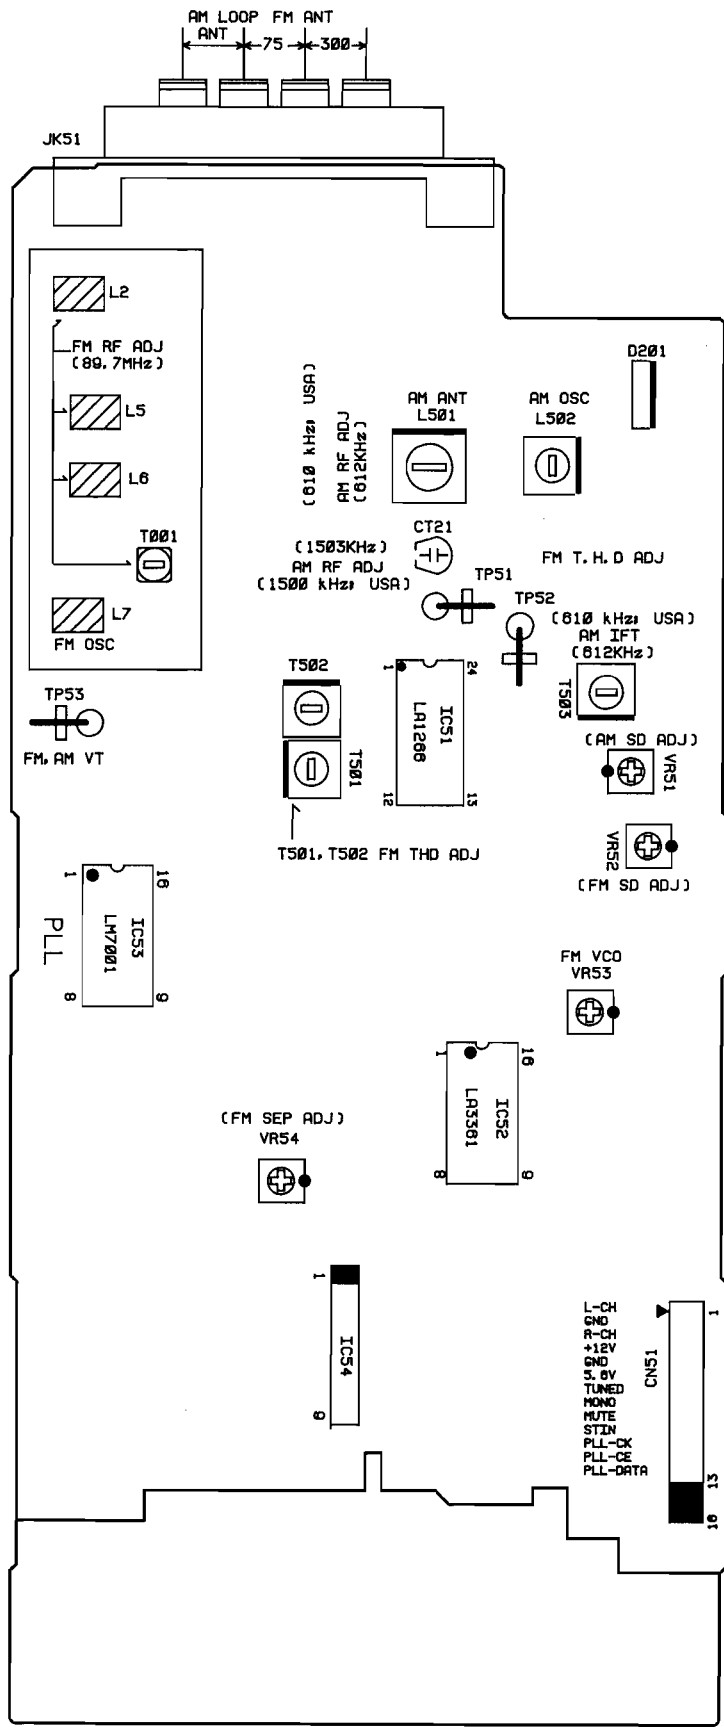 AM LOOP FM ANT
ANT
75
300
JK51
L2
FM RF ADJ
(89.7MHz)
L5
L6
T001
L7
FM OSC
TP53
FM, AM VT
(610 kHz; USA)
AM RF ADJ
(612KHz)
AM ANT
L501
AM OSC
L502
D201
CT21
(1503KHz)
AM RF ADJ
(1500 kHz; USA)
FM T.H.D ADJ
TP51
TP52
(610 kHz; USA)
AM IFT
(612KHz)
T503
T502
T501
1
24
IC51
LA1266
12
13
(AM SD ADJ)
VR51
VR52
(FM SD ADJ)
T501, T502 FM THD ADJ
1
16
IC53
LM7001
PLL
8
9
FM VCO
VR53
1
16
IC52
LA3361
8
9
(FM SEP ADJ)
VR54
1
IC54
9
L-CH
GND
R-CH
+12V
GND
5.6V
TUNED
MONO
MUTE
STIN
PLL-CK
PLL-CE
PLL-DATA
CN51
1
13
16